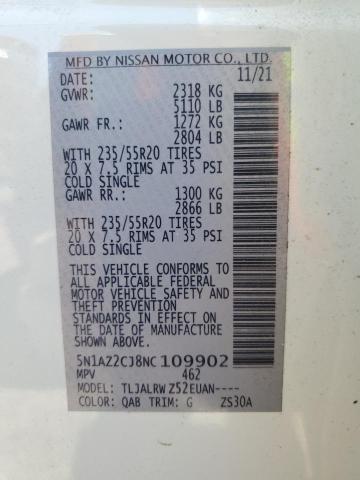 MFD BY NISSAN MOTOR CO., LTD.
DATE: 11/21
GVWR: 2318 KG
5110 LB
GAWR FR.: 1272 KG
2804 LB
WITH 235/55R20 TIRES
20 X 7.5 RIMS AT 35 PSI
COLD SINGLE
GAWR RR.: 1300 KG
2866 LB
WITH 235/55R20 TIRES
20 X 7.5 RIMS AT 35 PSI
COLD SINGLE
THIS VEHICLE CONFORMS TO
ALL APPLICABLE FEDERAL
MOTOR VEHICLE SAFETY AND
THEFT PREVENTION
STANDARDS IN EFFECT ON
THE DATE OF MANUFACTURE
SHOWN ABOVE.
5N1AZ2CJ8NC109902
MPV 462
MODEL: TLJALRWZ52EUAN----
COLOR: QAB TRIM: G ZS30A